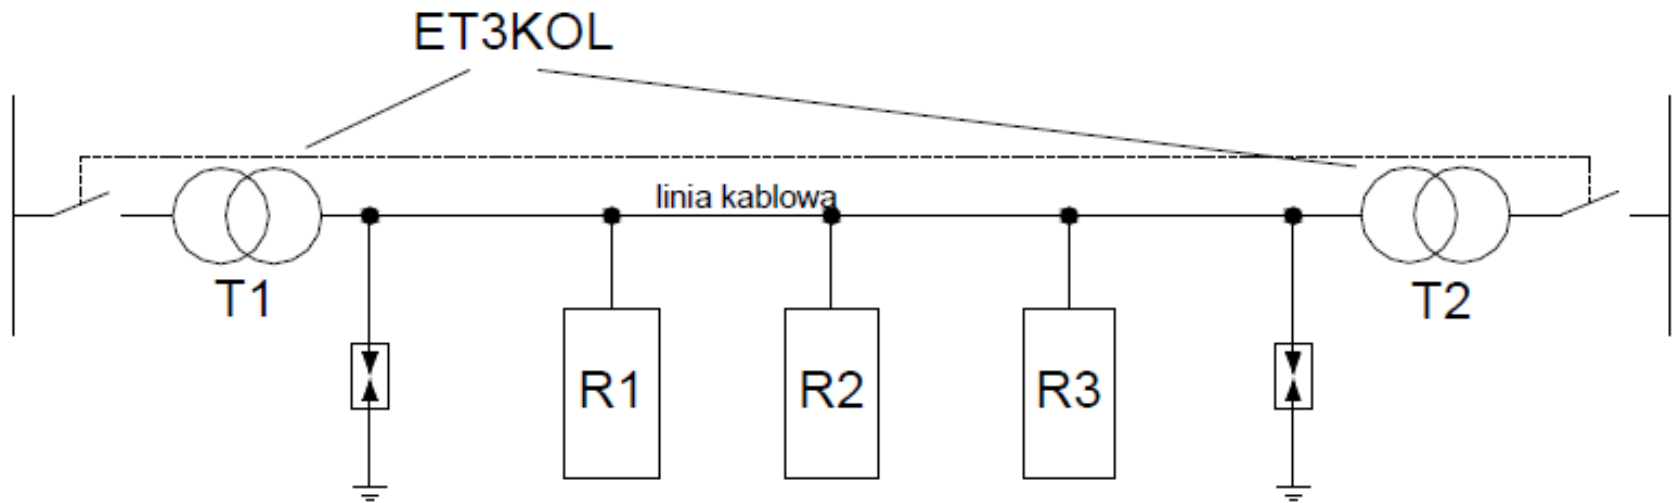 ET3KOL
linia kablowa
T1
T2
R1
R2
R3